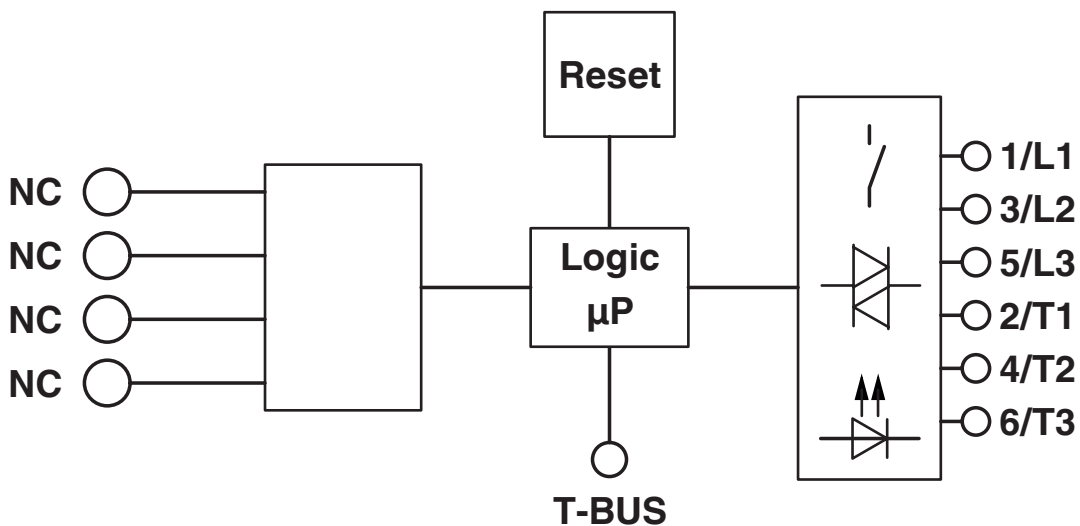 Reset
NC
NC
NC
NC
Logic
µP
T-BUS
1/L1
3/L2
5/L3
2/T1
4/T2
6/T3